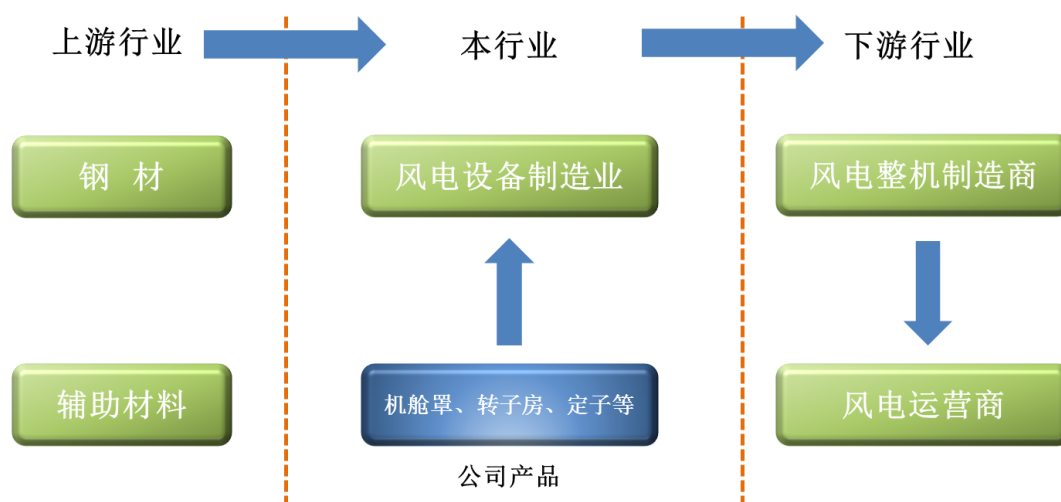 上游行业
本行业
下游行业
钢 材
风电设备制造业
风电整机制造商
辅助材料
机舱罩、转子房、定子等
风电运营商
公司产品